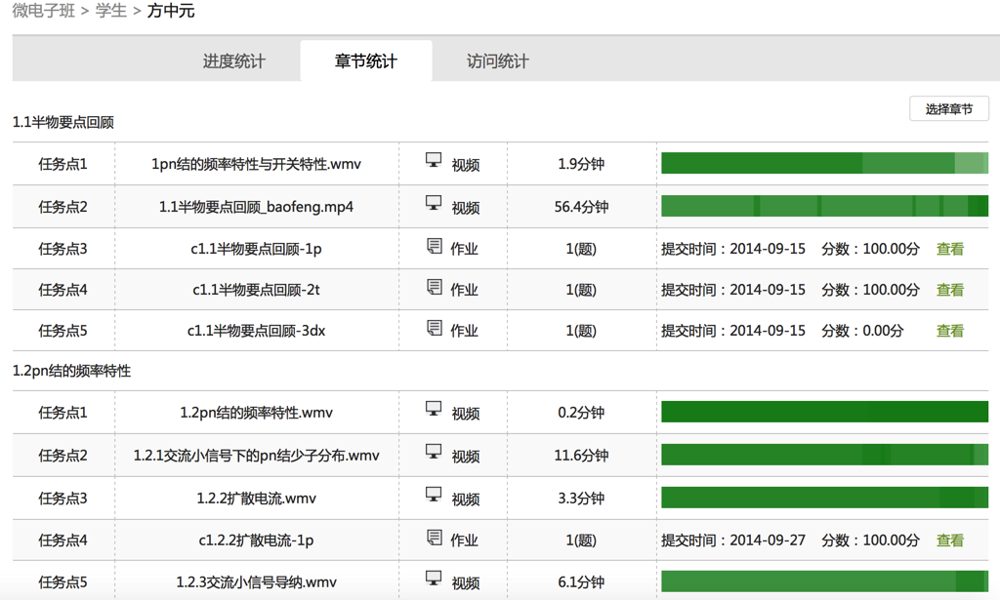 微电子班 > 学生 > 方中元
进度统计 章节统计 访问统计
选择章节
1.1半物要点回顾
任务点1 1pn结的频率特性与开关特性.wmv 视频 1.9分钟
任务点2 1.1半物要点回顾_baofeng.mp4 视频 56.4分钟
任务点3 c1.1半物要点回顾-1p 作业 1(题) 提交时间：2014-09-15 分数：100.00分 查看
任务点4 c1.1半物要点回顾-2t 作业 1(题) 提交时间：2014-09-15 分数：100.00分 查看
任务点5 c1.1半物要点回顾-3dx 作业 1(题) 提交时间：2014-09-15 分数：0.00分 查看
1.2pn结的频率特性
任务点1 1.2pn结的频率特性.wmv 视频 0.2分钟
任务点2 1.2.1交流小信号下的pn结少子分布.wmv 视频 11.6分钟
任务点3 1.2.2扩散电流.wmv 视频 3.3分钟
任务点4 c1.2.2扩散电流-1p 作业 1(题) 提交时间：2014-09-27 分数：100.00分 查看
任务点5 1.2.3交流小信号导纳.wmv 视频 6.1分钟